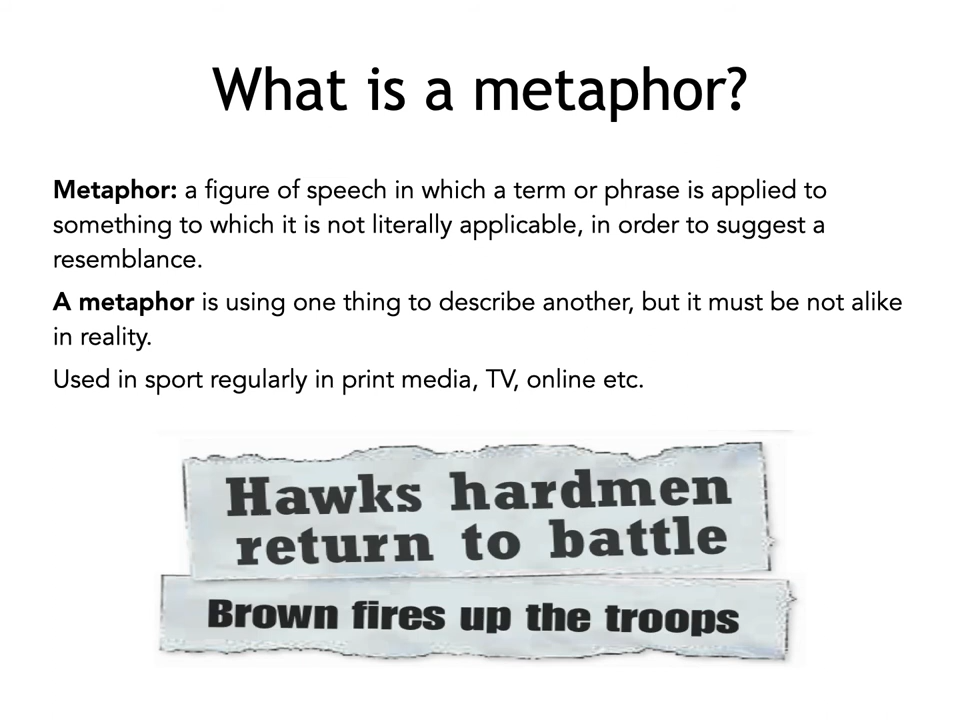 What is a metaphor?
Metaphor: a figure of speech in which a term or phrase is applied to
something to which it is not literally applicable, in order to suggest a
resemblance.
A metaphor is using one thing to describe another, but it must be not alike
in reality.
Used in sport regularly in print media, TV, online etc.
Hawks hardmen
return to battle
Brown fires up the troops